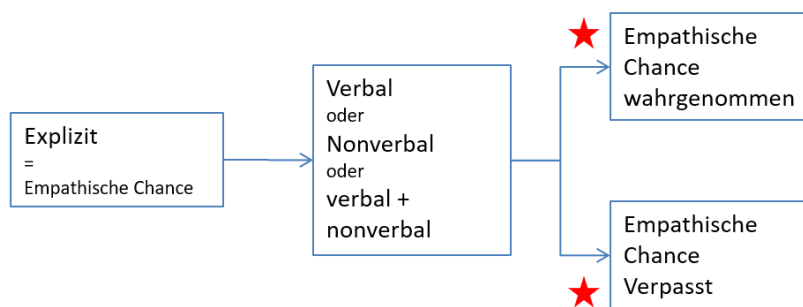 Explizit
=
Empathische Chance
Verbal
oder
Nonverbal
oder
verbal +
nonverbal
Empathische
Chance
wahrgenommen
Empathische
Chance
Verpasst